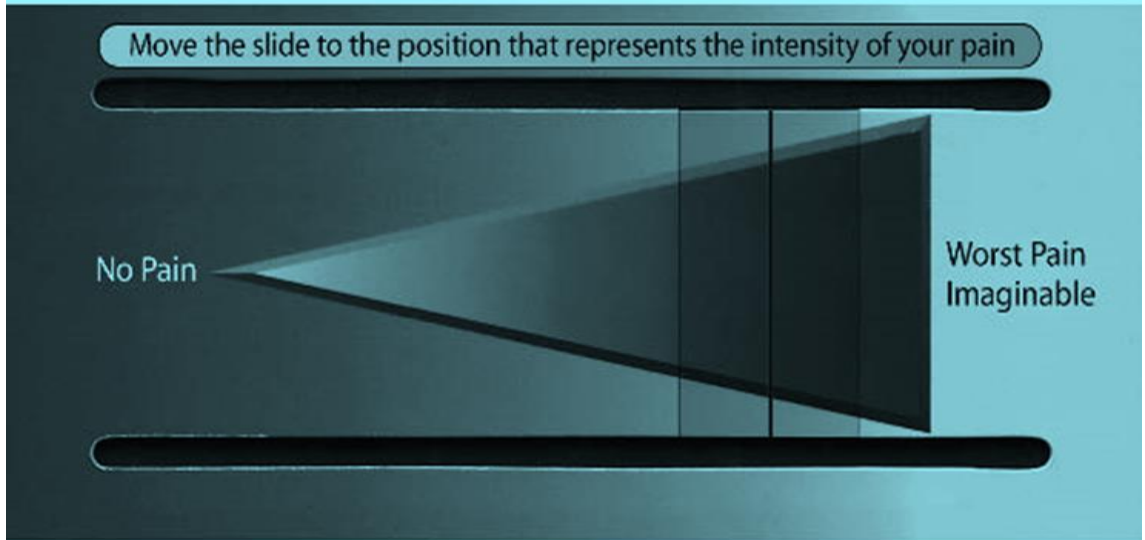 Move the slide to the position that represents the intensity of your pain
No Pain
Worst Pain
Imaginable